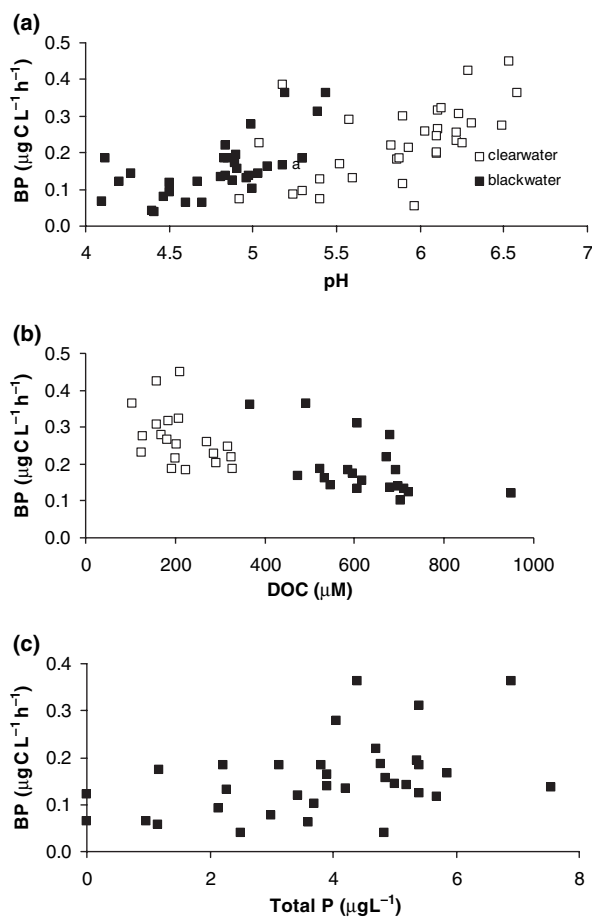 (a)
0.5
0.4
0.3
0.2
0.1
0.0
BP (µgC L⁻¹ h⁻¹)
a
clearwater
blackwater
4 4.5 5 5.5 6 6.5 7
pH
(b)
0.5
0.4
0.3
0.2
0.1
0.0
BP (µgC L⁻¹ h⁻¹)
0 200 400 600 800 1000
DOC (µM)
(c)
0.4
0.3
0.2
0.1
0.0
BP (µgC L⁻¹ h⁻¹)
0 2 4 6 8
Total P (µgL⁻¹)